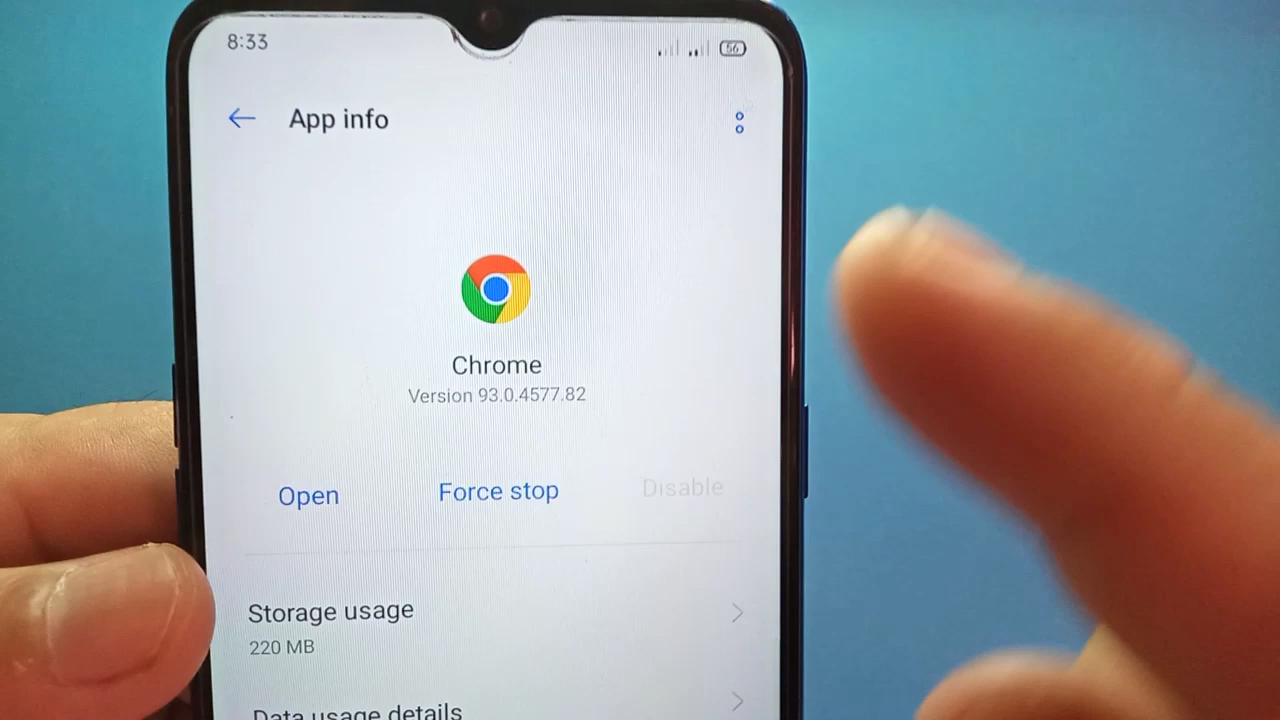 8:33
56
App info
Chrome
Version 93.0.4577.82
Open Force stop Disable
Storage usage
220 MB
Data usage details